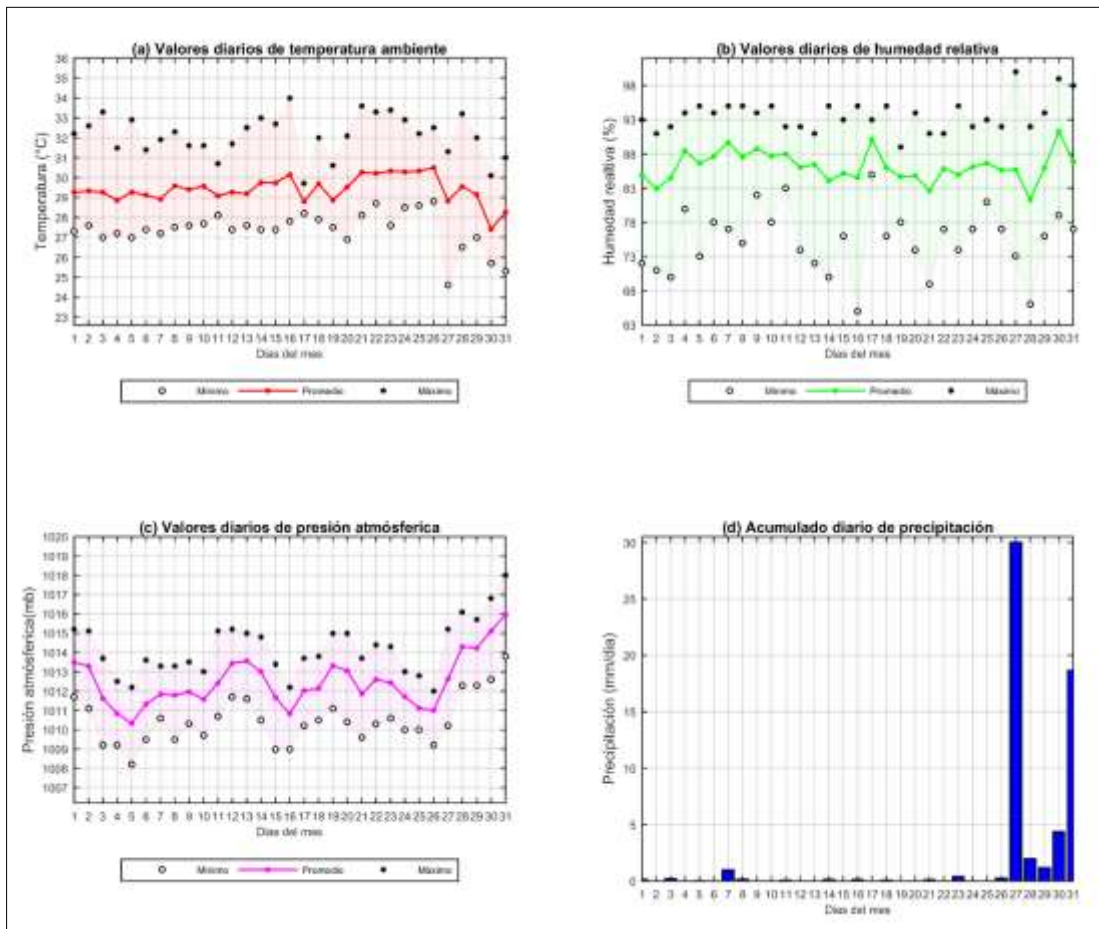 (a) Valores diarios de temperatura ambiente
Temperatura (°C)
36
35
34
33
32
31
30
29
28
27
26
25
24
23
1 2 3 4 5 6 7 8 9 10 11 12 13 14 15 16 17 18 19 20 21 22 23 24 25 26 27 28 29 30 31
Días del mes
Mínimo Promedio Máximo
(b) Valores diarios de humedad relativa
Humedad realtiva (%)
98
93
88
83
78
73
68
63
1 2 3 4 5 6 7 8 9 10 11 12 13 14 15 16 17 18 19 20 21 22 23 24 25 26 27 28 29 30 31
Días del mes
Mínimo Promedio Máximo
(c) Valores diarios de presión atmósferica
Presión atmósferica(mb)
1020
1019
1018
1017
1016
1015
1014
1013
1012
1011
1010
1009
1008
1007
1 2 3 4 5 6 7 8 9 10 11 12 13 14 15 16 17 18 19 20 21 22 23 24 25 26 27 28 29 30 31
Días del mes
Mínimo Promedio Máximo
(d) Acumulado diario de precipitación
Precipitación (mm/día)
30
25
20
15
10
5
0
1 2 3 4 5 6 7 8 9 10 11 12 13 14 15 16 17 18 19 20 21 22 23 24 25 26 27 28 29 30 31
Días del mes